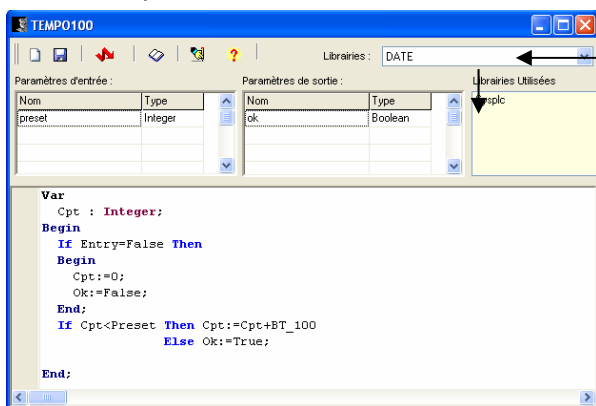 TEMPO100
? Librairies : DATE
Paramètres d'entrée : Paramètres de sortie : Librairies Utilisées
Nom Type Nom Type
preset Integer ok Boolean
Var
Cpt : Integer;
Begin
If Entry=False Then
Begin
Cpt:=0;
Ok:=False;
End;
If Cpt<Preset Then Cpt:=Cpt+BT_100
Else Ok:=True;
End;